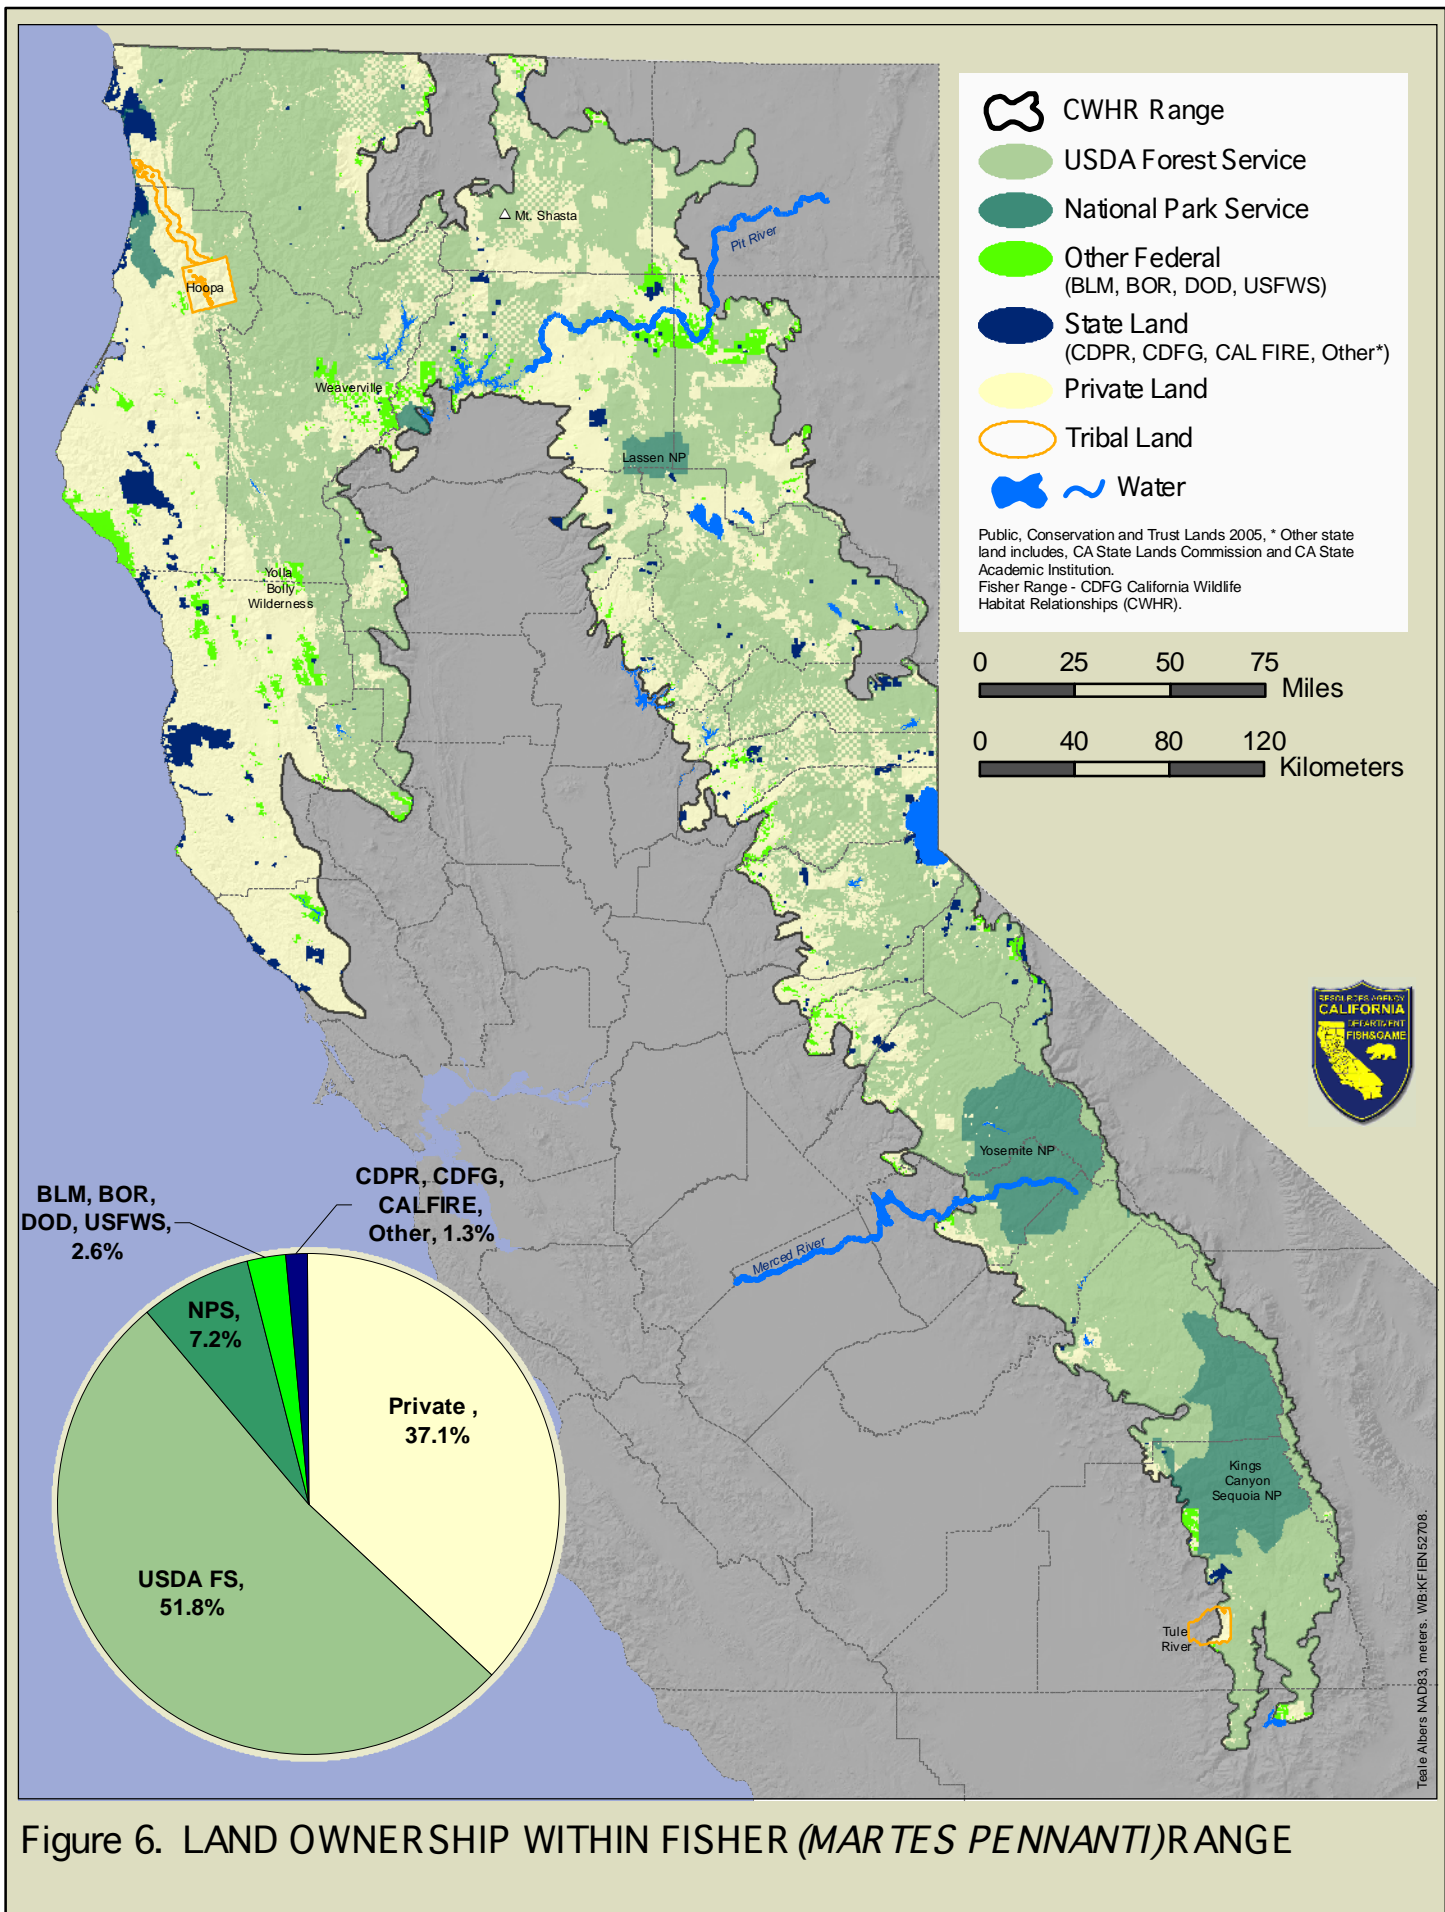 CWHR Range
USDA Forest Service
National Park Service
Other Federal
(BLM, BOR, DOD, USFWS)
State Land
(CDPR, CDFG, CAL FIRE, Other*)
Private Land
Tribal Land
Water
Public, Conservation and Trust Lands 2005, * Other state
land includes, CA State Lands Commission and CA State
Academic Institution.
Fisher Range - CDFG California Wildlife
Habitat Relationships (CWHR).
0 25 50 75
Miles
0 40 80 120
Kilometers
Mt. Shasta
Pit River
Hoopa
Weaverville
Lassen NP
Yolla
Bolly
Wilderness
RESOURCES AGENCY
CALIFORNIA
DEPARTMENT
FISH&GAME
Yosemite NP
Merced River
Kings
Canyon
Sequoia NP
Tule
River
BLM, BOR,
DOD, USFWS,
2.6%
CDPR, CDFG,
CALFIRE,
Other, 1.3%
NPS,
7.2%
Private ,
37.1%
USDA FS,
51.8%
Teale Albers NAD83, meters. WB:KFIEN52708.
Figure 6. LAND OWNERSHIP WITHIN FISHER (MARTES PENNANTI) RANGE